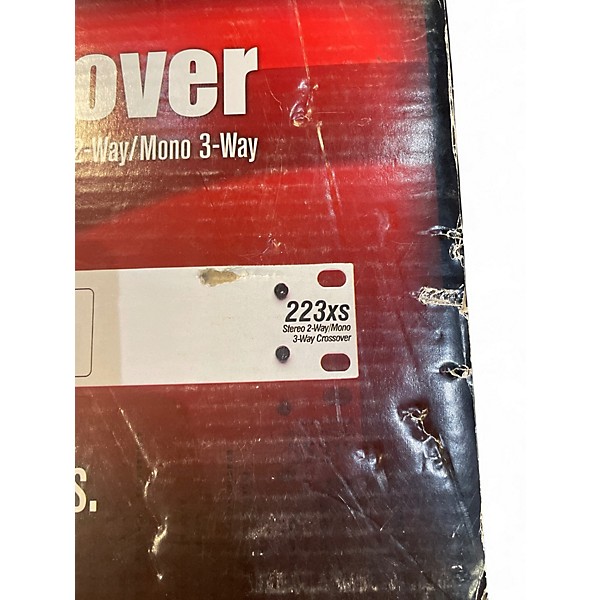 over
2-Way/Mono 3-Way
223xs
Stereo 2-Way/Mono
3-Way Crossover
s.